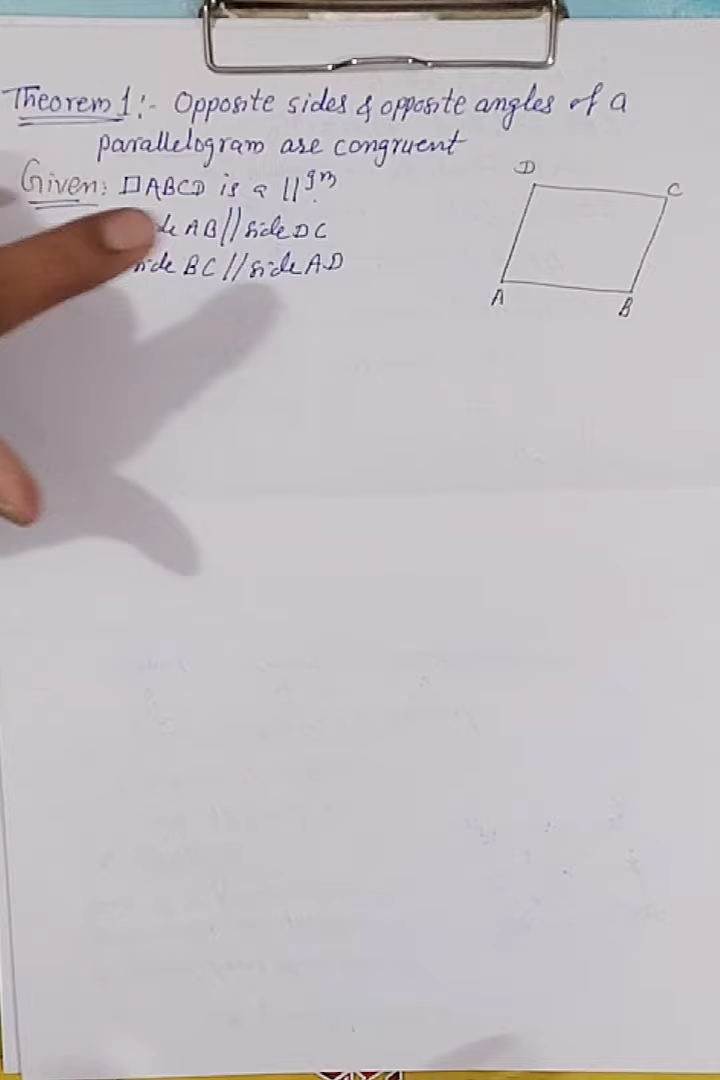 Theorem 1:- Opposite sides & opposite angles of a
parallelogram are congruent
Given: □ABCD is a ||gm
AB // side DC
BC // side AD
D
C
A
B